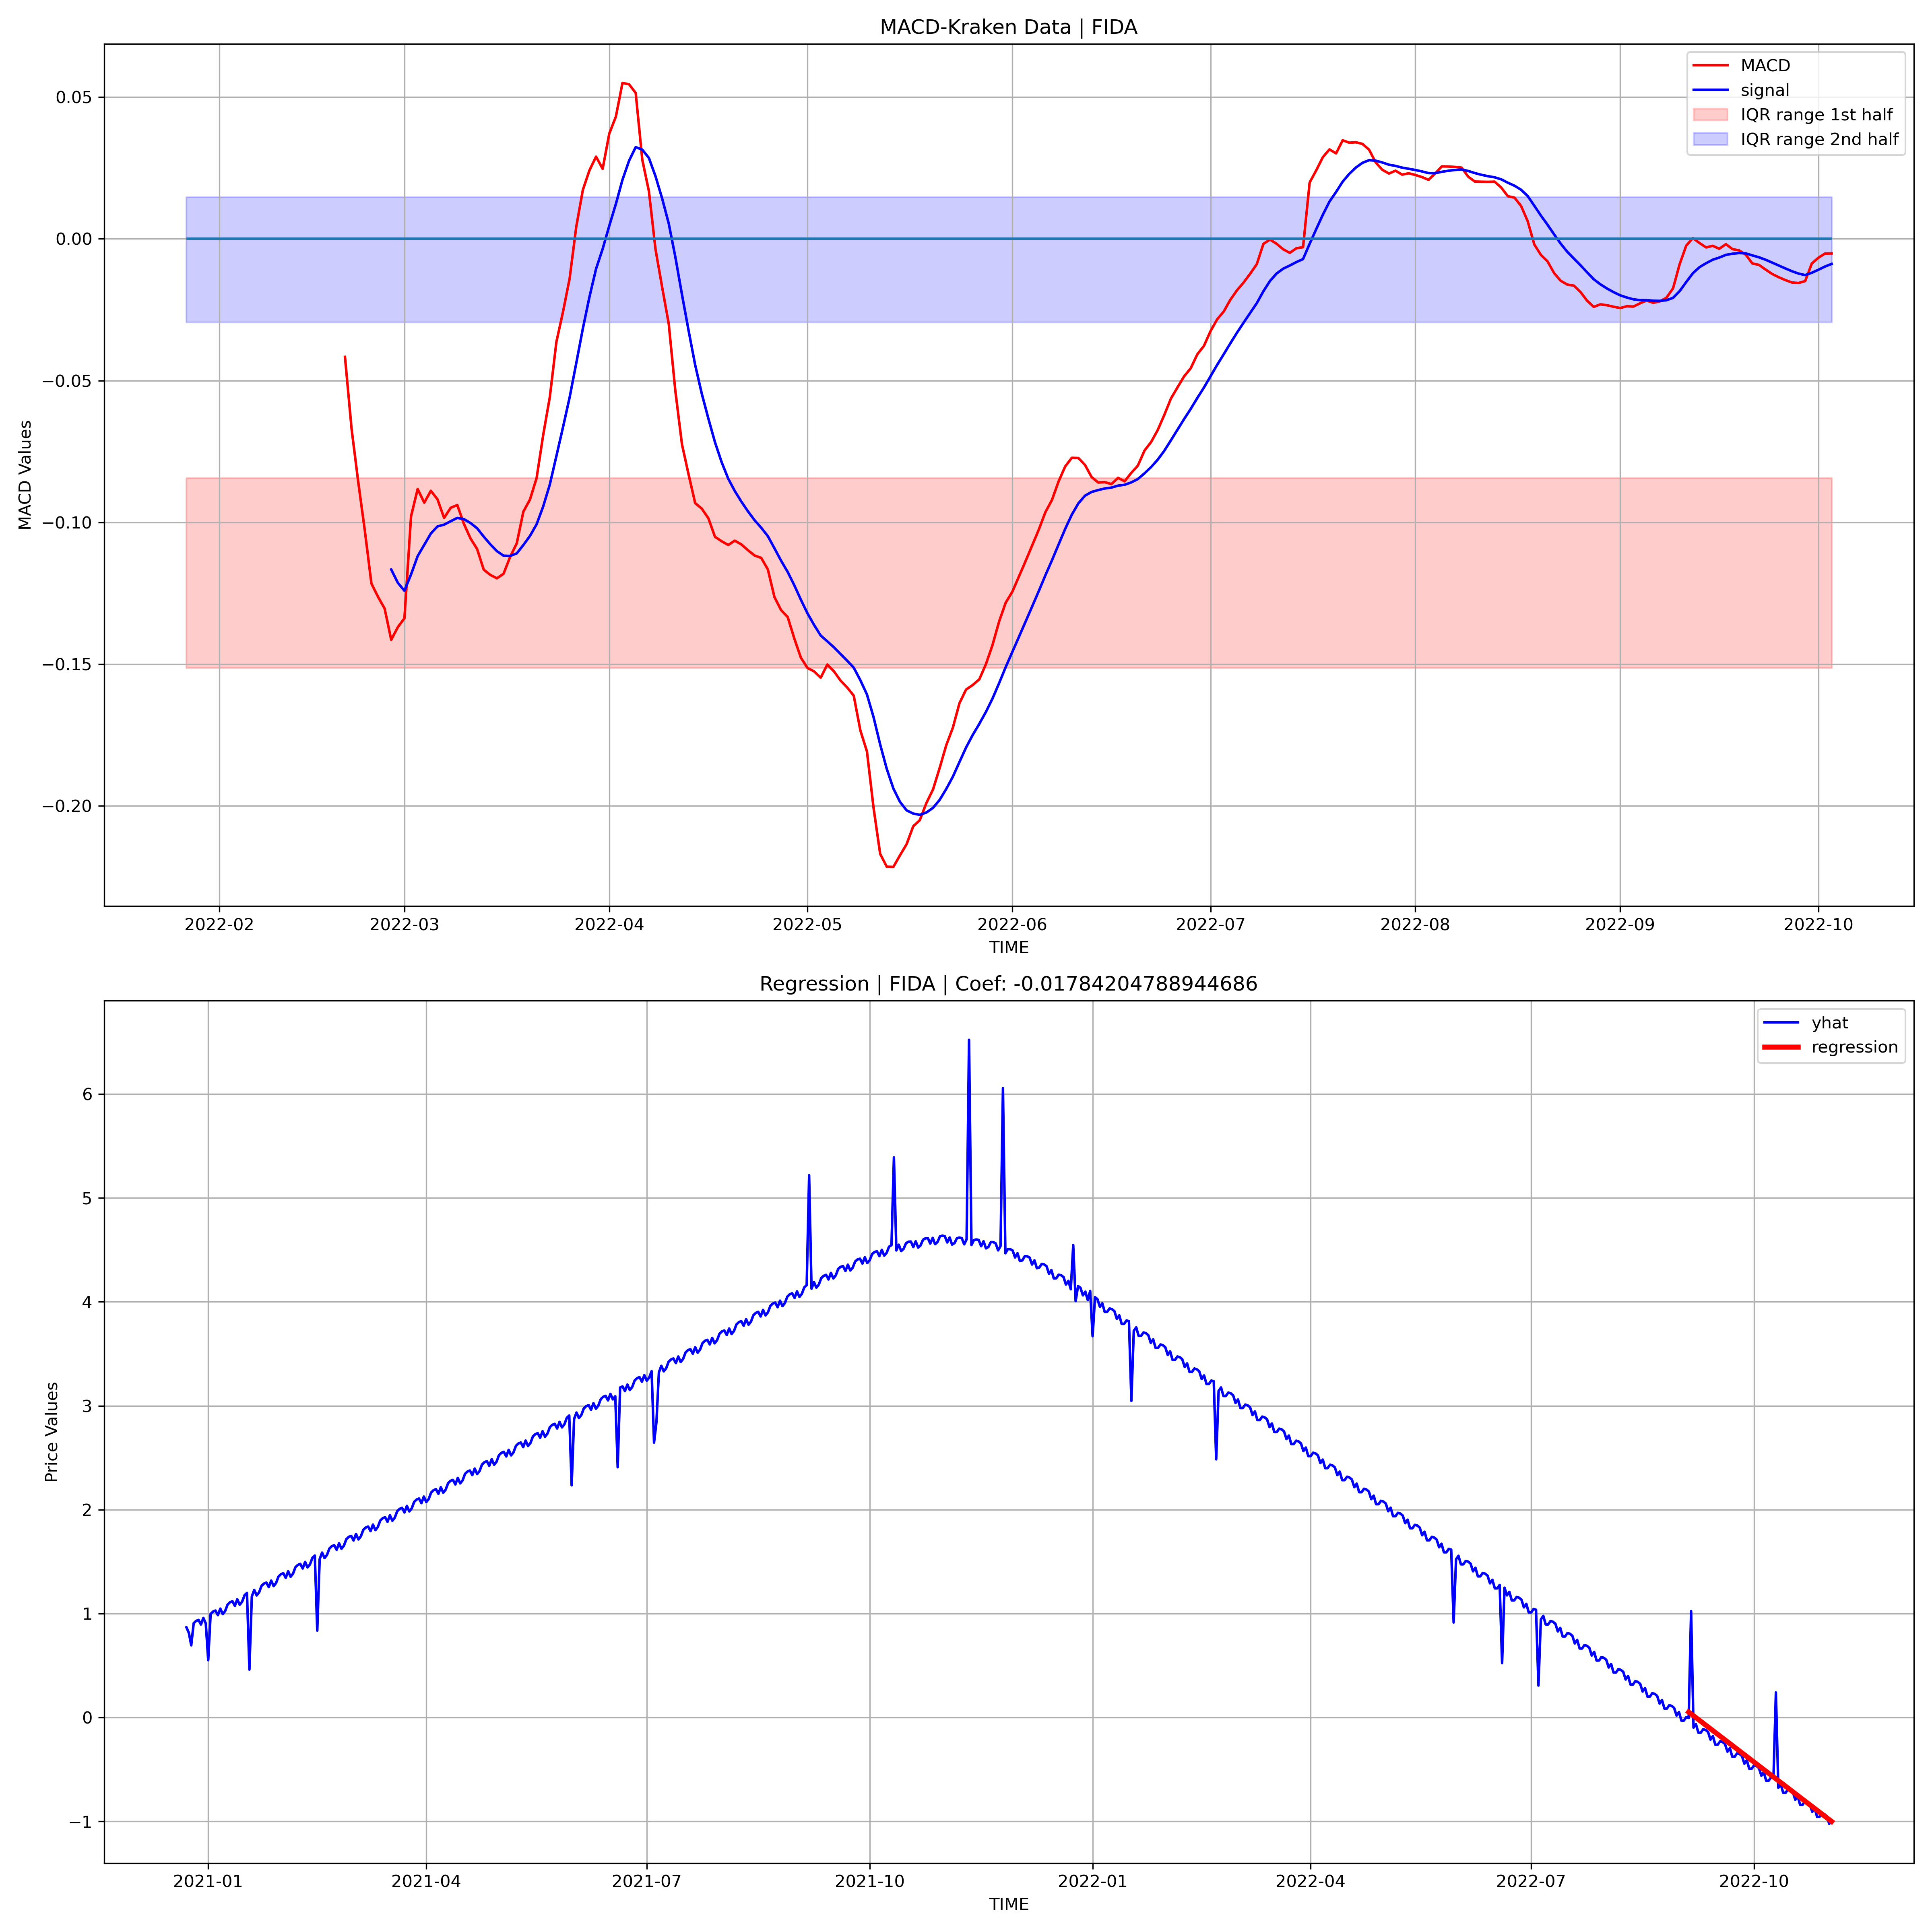 MACD-Kraken Data | FIDA
MACD
signal
IQR range 1st half
IQR range 2nd half
0.05
0.00
−0.05
−0.10
−0.15
−0.20
MACD Values
2022-02 2022-03 2022-04 2022-05 2022-06 2022-07 2022-08 2022-09 2022-10
TIME
Regression | FIDA | Coef: -0.01784204788944686
yhat
regression
6
5
4
3
2
1
0
−1
Price Values
2021-01 2021-04 2021-07 2021-10 2022-01 2022-04 2022-07 2022-10
TIME